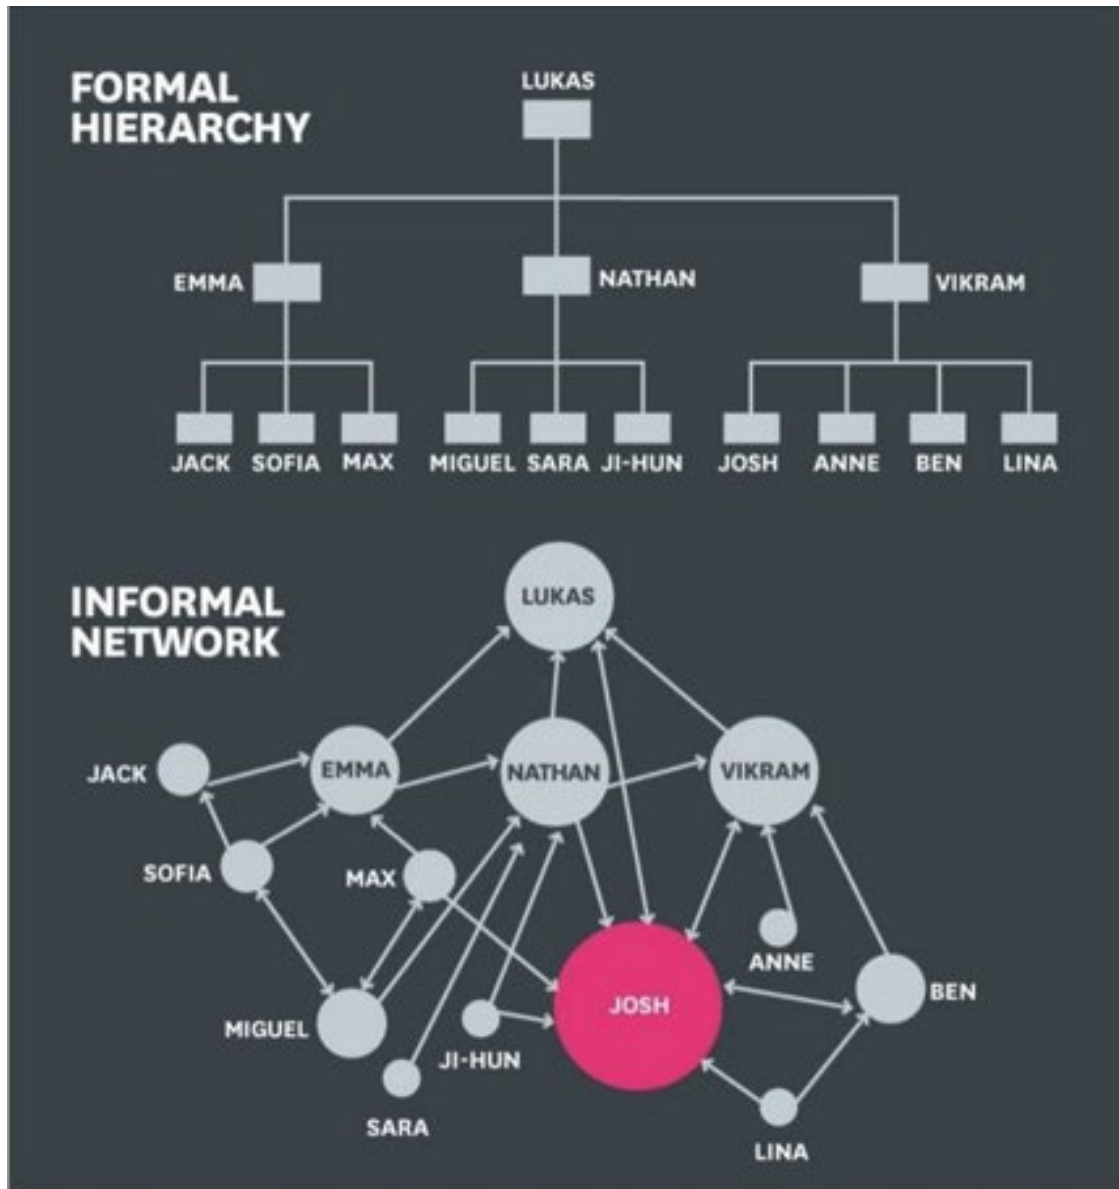 FORMAL
HIERARCHY
LUKAS
EMMA
NATHAN
VIKRAM
JACK
SOFIA
MAX
MIGUEL
SARA
JI-HUN
JOSH
ANNE
BEN
LINA
INFORMAL
NETWORK
LUKAS
JACK
EMMA
NATHAN
VIKRAM
SOFIA
MAX
ANNE
BEN
JOSH
MIGUEL
JI-HUN
SARA
LINA